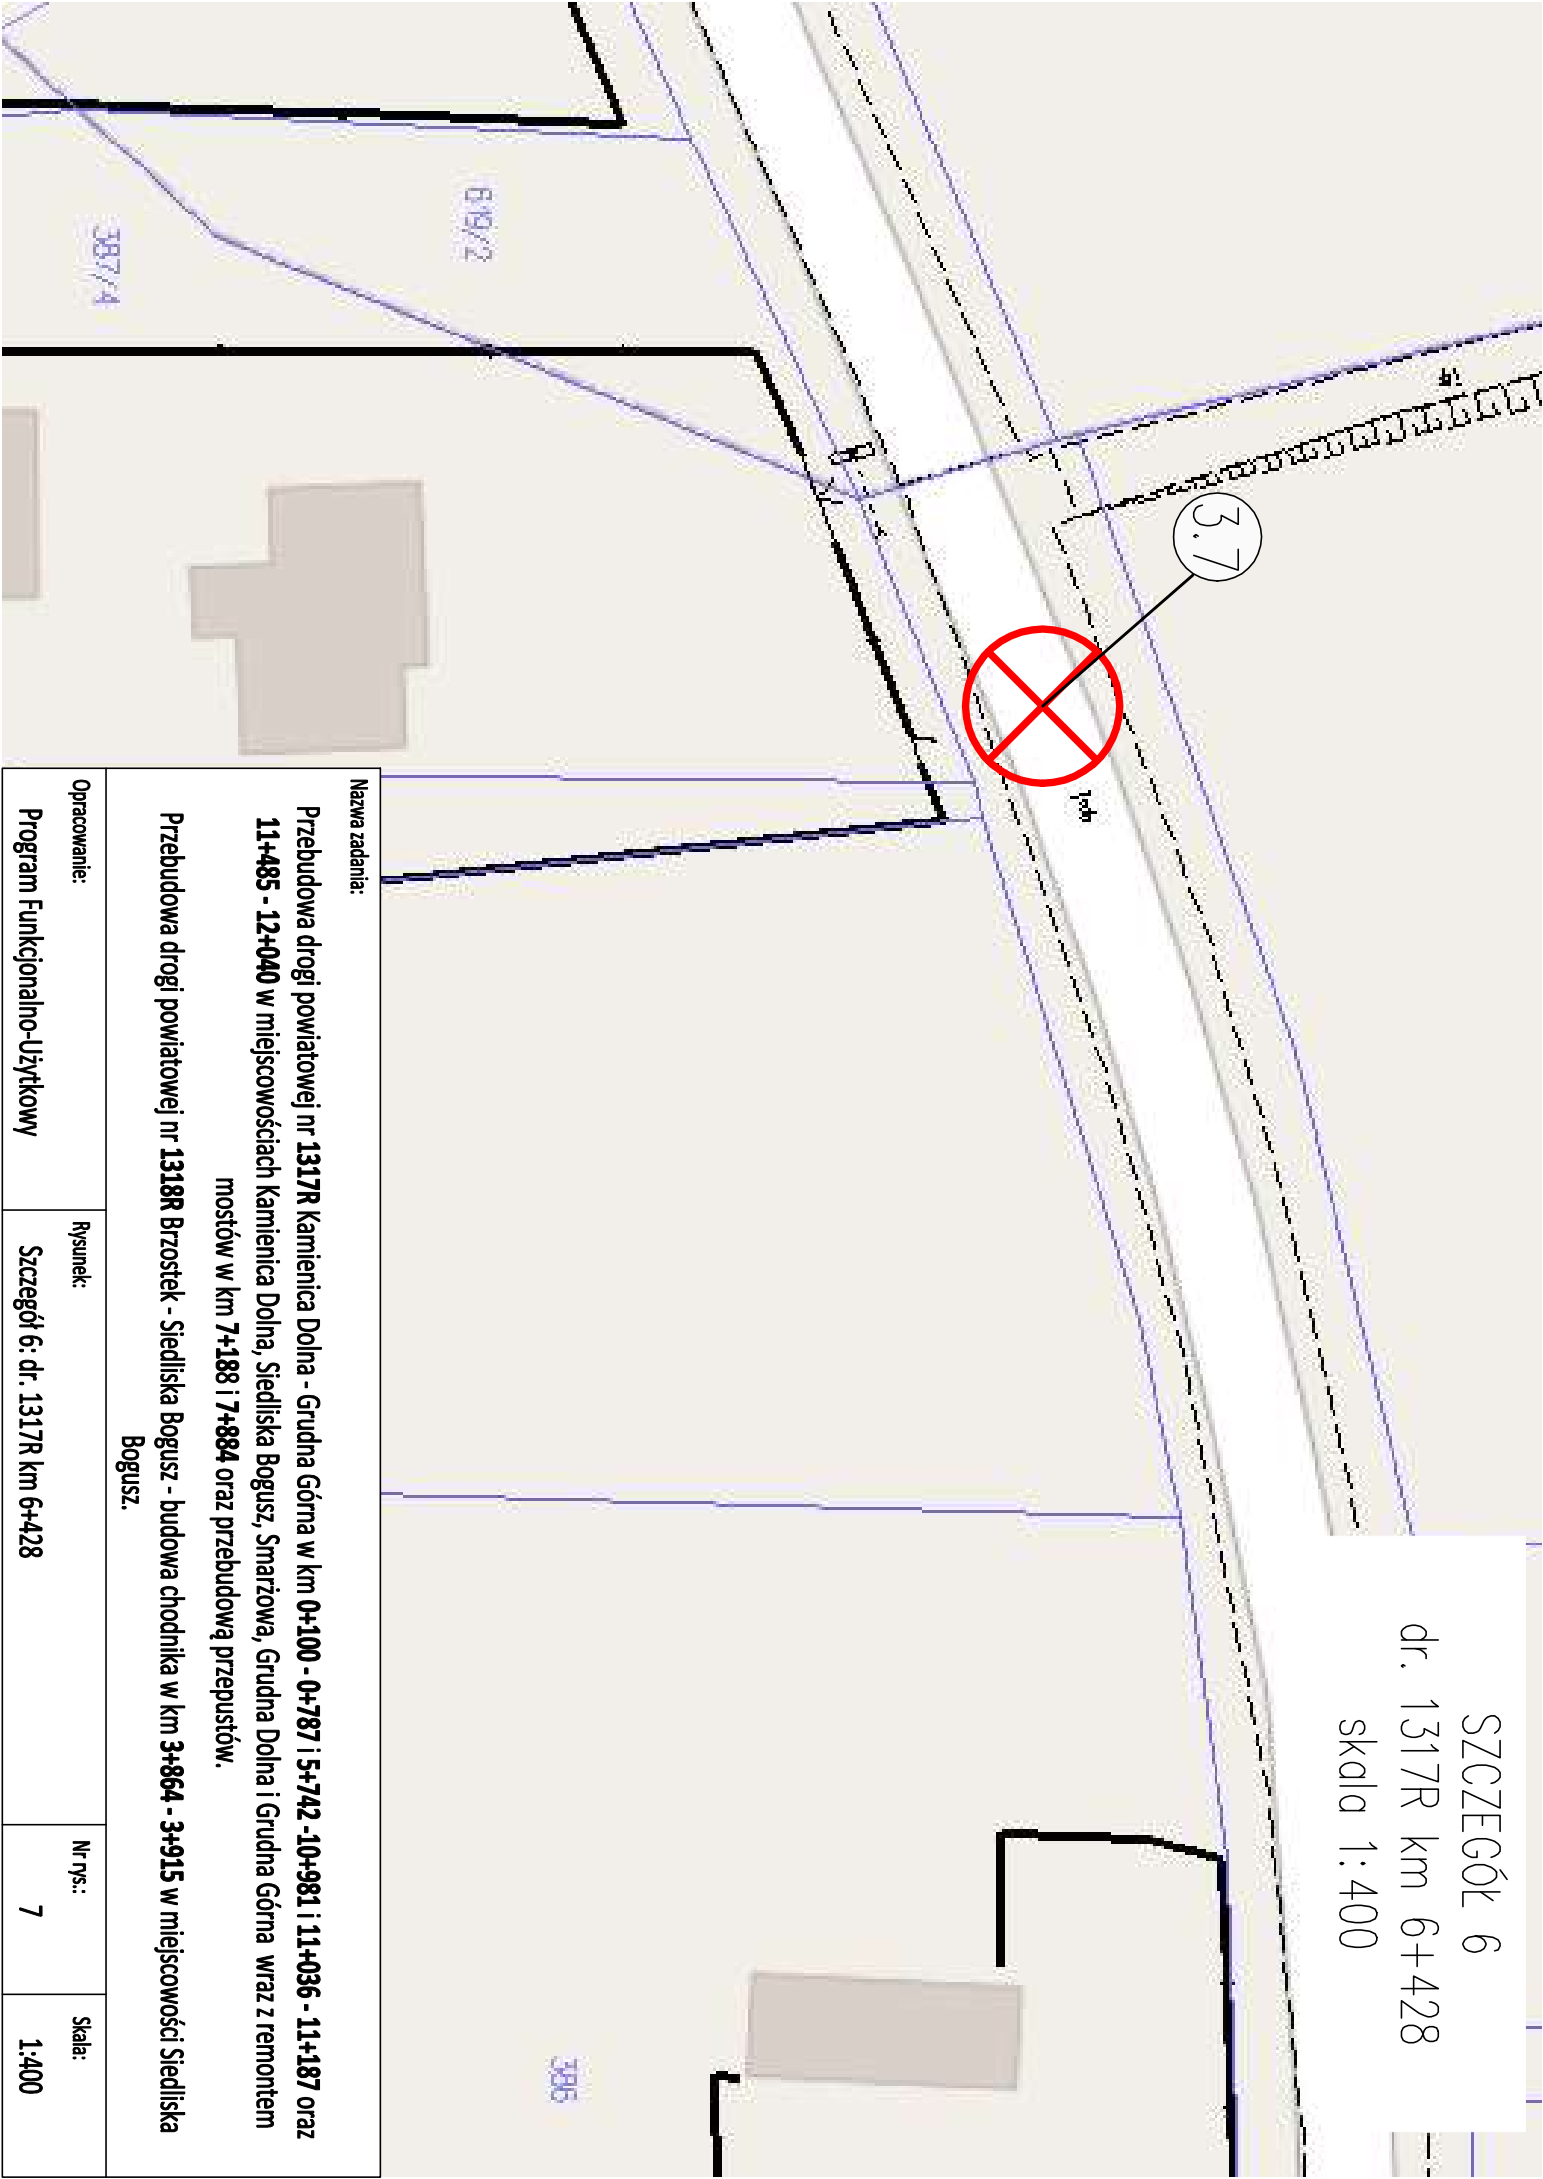 SZCZEGÓŁ 6
dr. 1317R km 6+428
skala 1:400
3.7
619/2
387/4
386
Nazwa zadania:
Przebudowa drogi powiatowej nr 1317R Kamienica Dolna - Grudna Górna w km 0+100 - 0+787 i 5+742 -10+981 i 11+036 - 11+187 oraz
11+485 - 12+040 w miejscowościach Kamienica Dolna, Siedliska Bogusz, Smarżowa, Grudna Dolna i Grudna Górna wraz z remontem
mostów w km 7+188 i 7+884 oraz przebudową przepustów.
Przebudowa drogi powiatowej nr 1318R Brzostek - Siedliska Bogusz - budowa chodnika w km 3+864 - 3+915 w miejscowości Siedliska
Bogusz.
Opracowanie:
Program Funkcjonalno-Użytkowy
Rysunek:
Szczegół 6: dr. 1317R km 6+428
Nr rys.:
7
Skala:
1:400